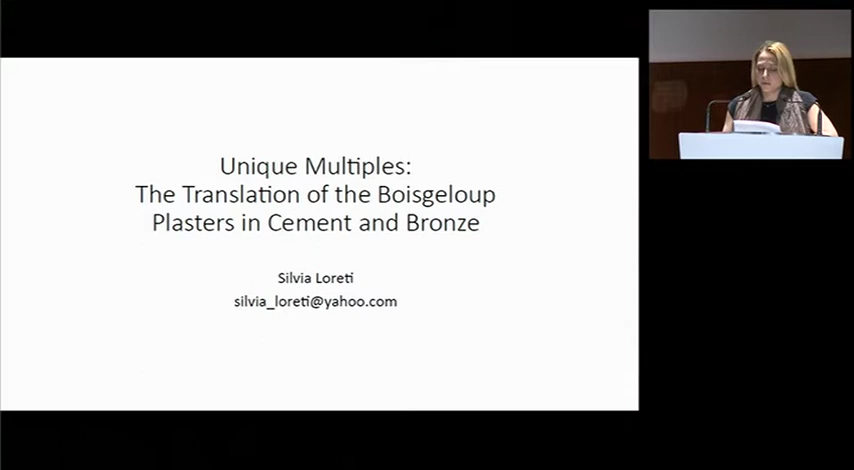 Unique Multiples:
The Translation of the Boisgeloup
Plasters in Cement and Bronze
Silvia Loreti
silvia_loreti@yahoo.com